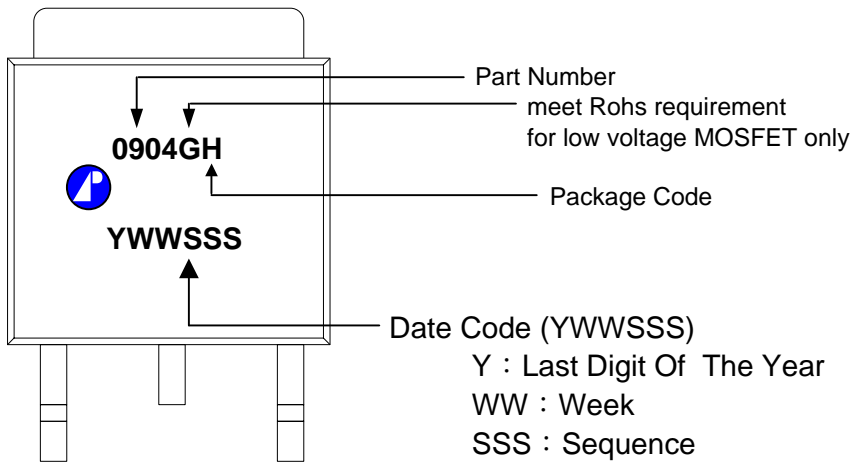 Part Number
meet Rohs requirement
for low voltage MOSFET only
0904GH
Package Code
YWWSSS
Date Code (YWWSSS)
Y：Last Digit Of The Year
WW：Week
SSS：Sequence